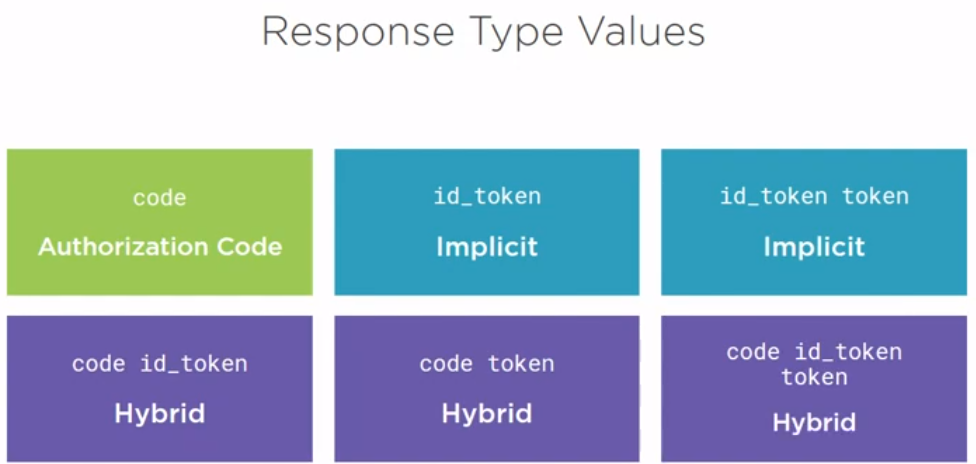 Response Type Values
code
Authorization Code
id_token
Implicit
id_token token
Implicit
code id_token
Hybrid
code token
Hybrid
code id_token
token
Hybrid